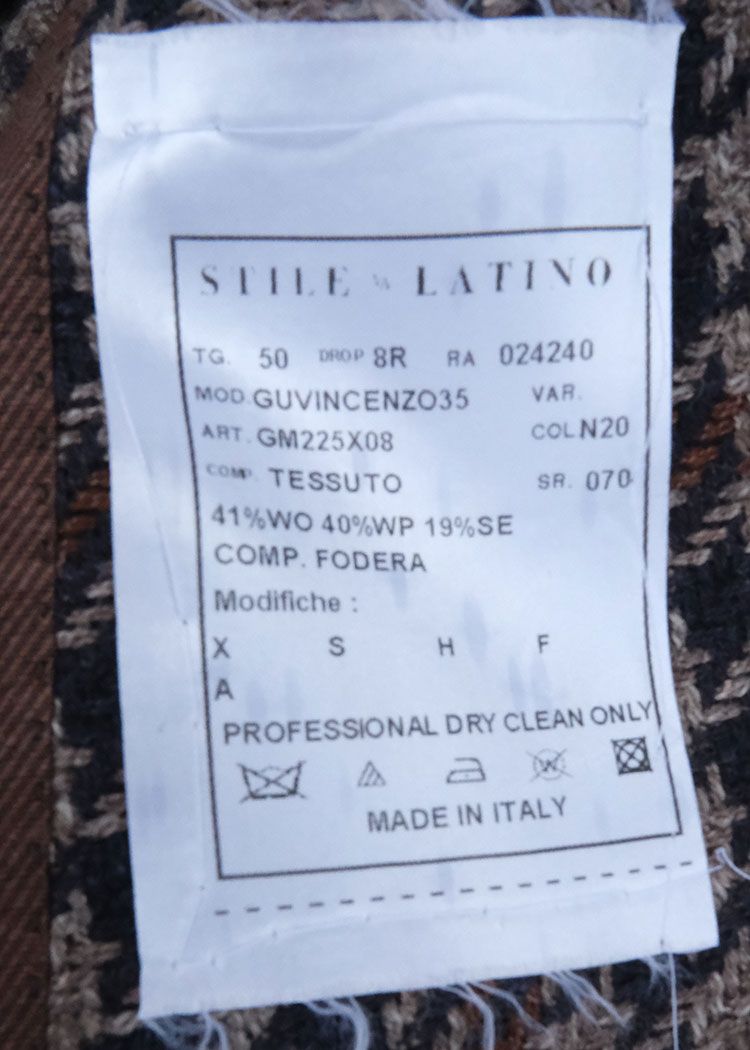 STILE LATINO
TG. 50 DROP 8R RA 024240
MOD. GUVINCENZO35 VAR.
ART. GM225X08 COL N20
COMP. TESSUTO SR. 070
41%WO 40%WP 19%SE
COMP. FODERA
Modifiche :
X S H F
A
PROFESSIONAL DRY CLEAN ONLY
W
MADE IN ITALY